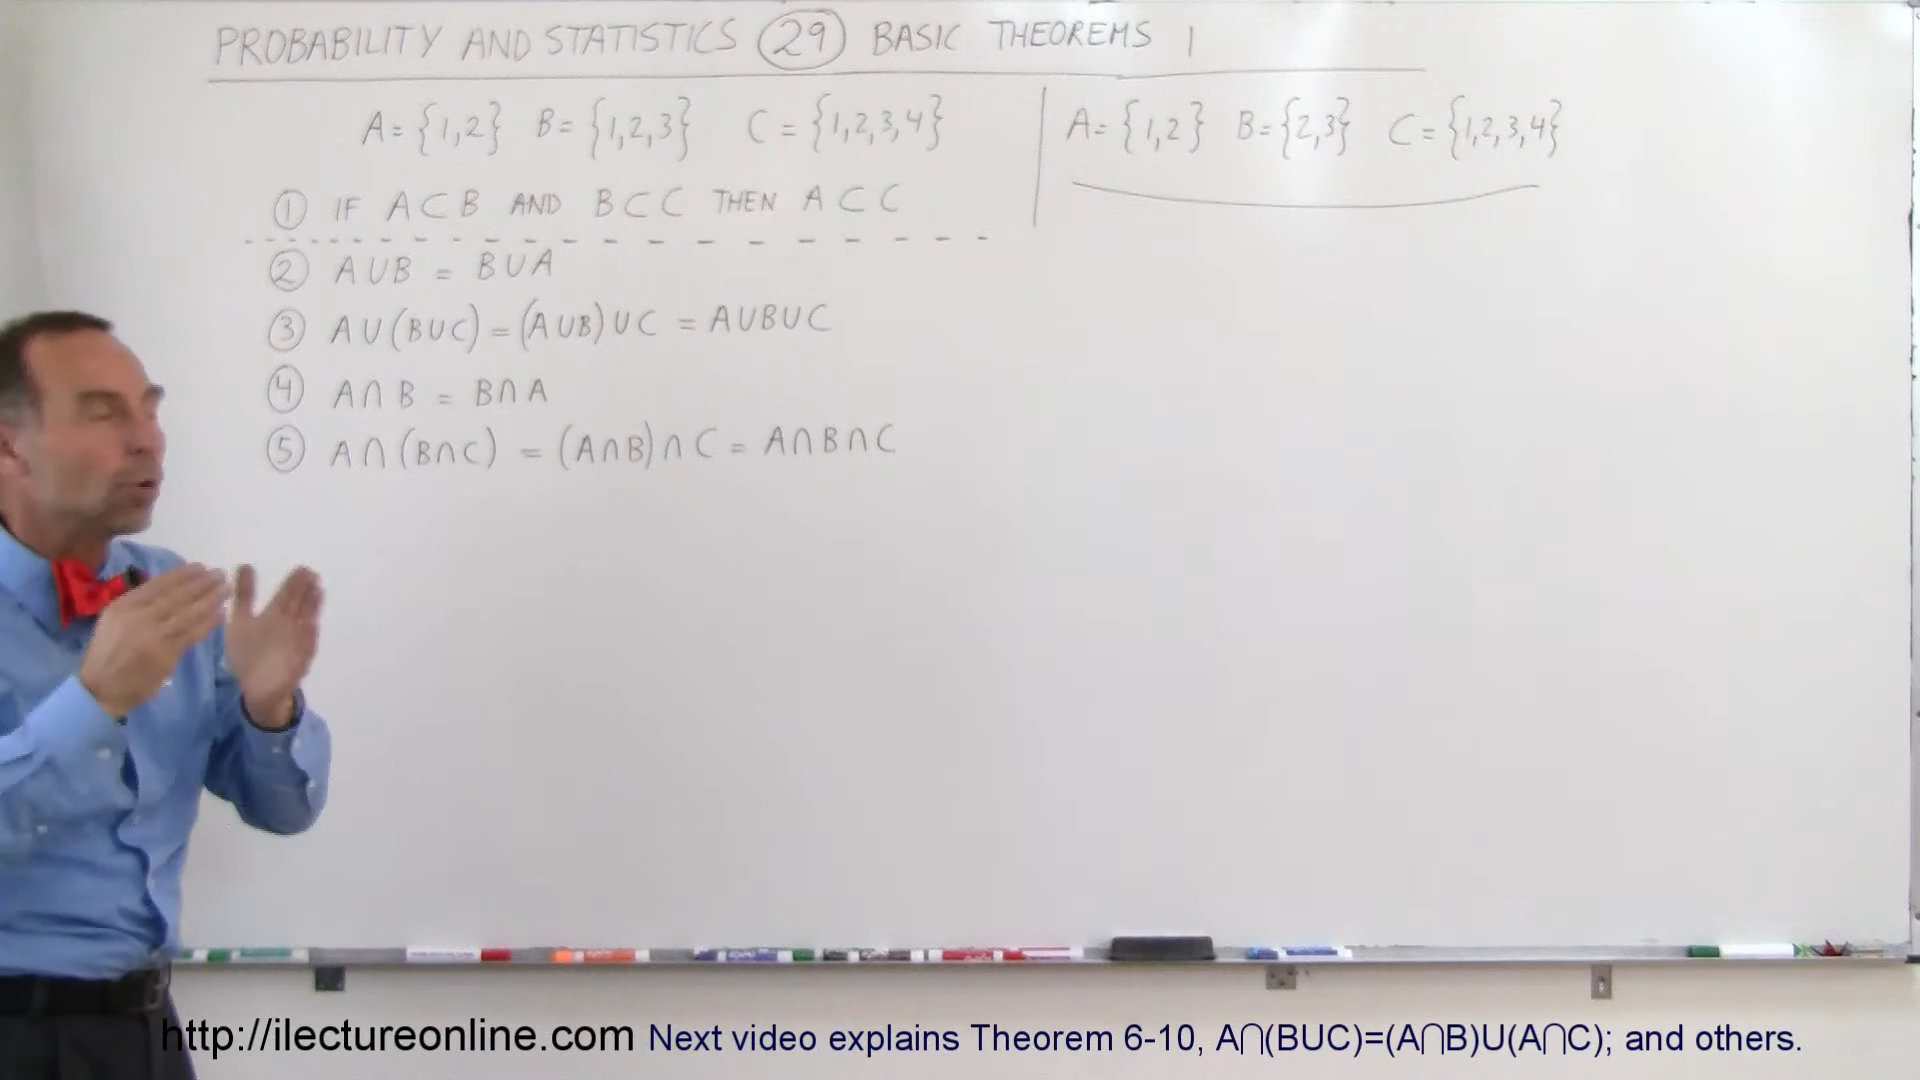 PROBABILITY AND STATISTICS 29 BASIC THEOREMS 1
A = {1,2} B = {1,2,3} C = {1,2,3,4}
A = {1,2} B = {2,3} C = {1,2,3,4}
① IF A ⊂ B AND B ⊂ C THEN A ⊂ C
② A∪B = B∪A
③ A∪(B∪C) = (A∪B)∪C = A∪B∪C
④ A∩B = B∩A
⑤ A∩(B∩C) = (A∩B)∩C = A∩B∩C
http://ilectureonline.com Next video explains Theorem 6-10, A⋂(BUC)=(A⋂B)U(A⋂C); and others.